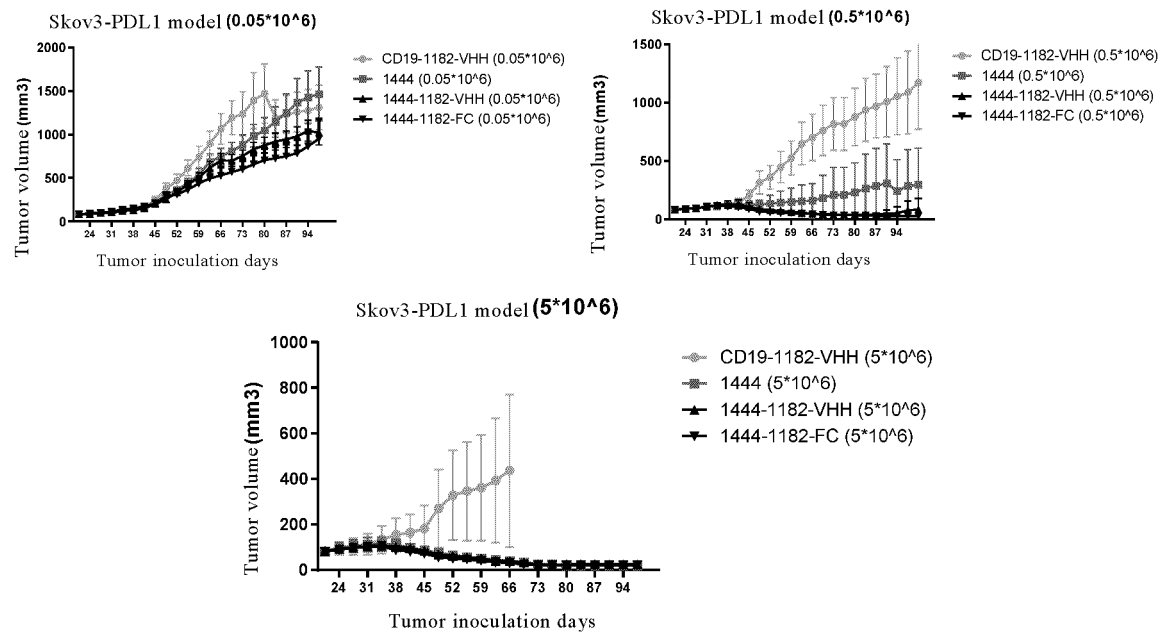 Skov3-PDL1 model (0.05*10^6)
Tumor volume (mm3)
2000
1500
1000
500
0
24 31 38 45 52 59 66 73 80 87 94
Tumor inoculation days
CD19-1182-VHH (0.05*10^6)
1444 (0.05*10^6)
1444-1182-VHH (0.05*10^6)
1444-1182-FC (0.05*10^6)
Skov3-PDL1 model (0.5*10^6)
Tumor volume (mm3)
1500
1000
500
0
24 31 38 45 52 59 66 73 80 87 94
Tumor inoculation days
CD19-1182-VHH (0.5*10^6)
1444 (0.5*10^6)
1444-1182-VHH (0.5*10^6)
1444-1182-FC (0.5*10^6)
Skov3-PDL1 model (5*10^6)
Tumor volume (mm3)
1000
800
600
400
200
0
24 31 38 45 52 59 66 73 80 87 94
Tumor inoculation days
CD19-1182-VHH (5*10^6)
1444 (5*10^6)
1444-1182-VHH (5*10^6)
1444-1182-FC (5*10^6)